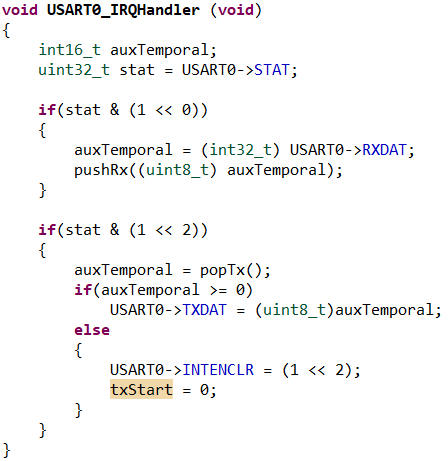 void USART0_IRQHandler (void)
{
    int16_t auxTemporal;
    uint32_t stat = USART0->STAT;

    if(stat & (1 << 0))
    {
        auxTemporal = (int32_t) USART0->RXDAT;
        pushRx((uint8_t) auxTemporal);
    }

    if(stat & (1 << 2))
    {
        auxTemporal = popTx();
        if(auxTemporal >= 0)
            USART0->TXDAT = (uint8_t)auxTemporal;
        else
        {
            USART0->INTENCLR = (1 << 2);
            txStart = 0;
        }
    }
}